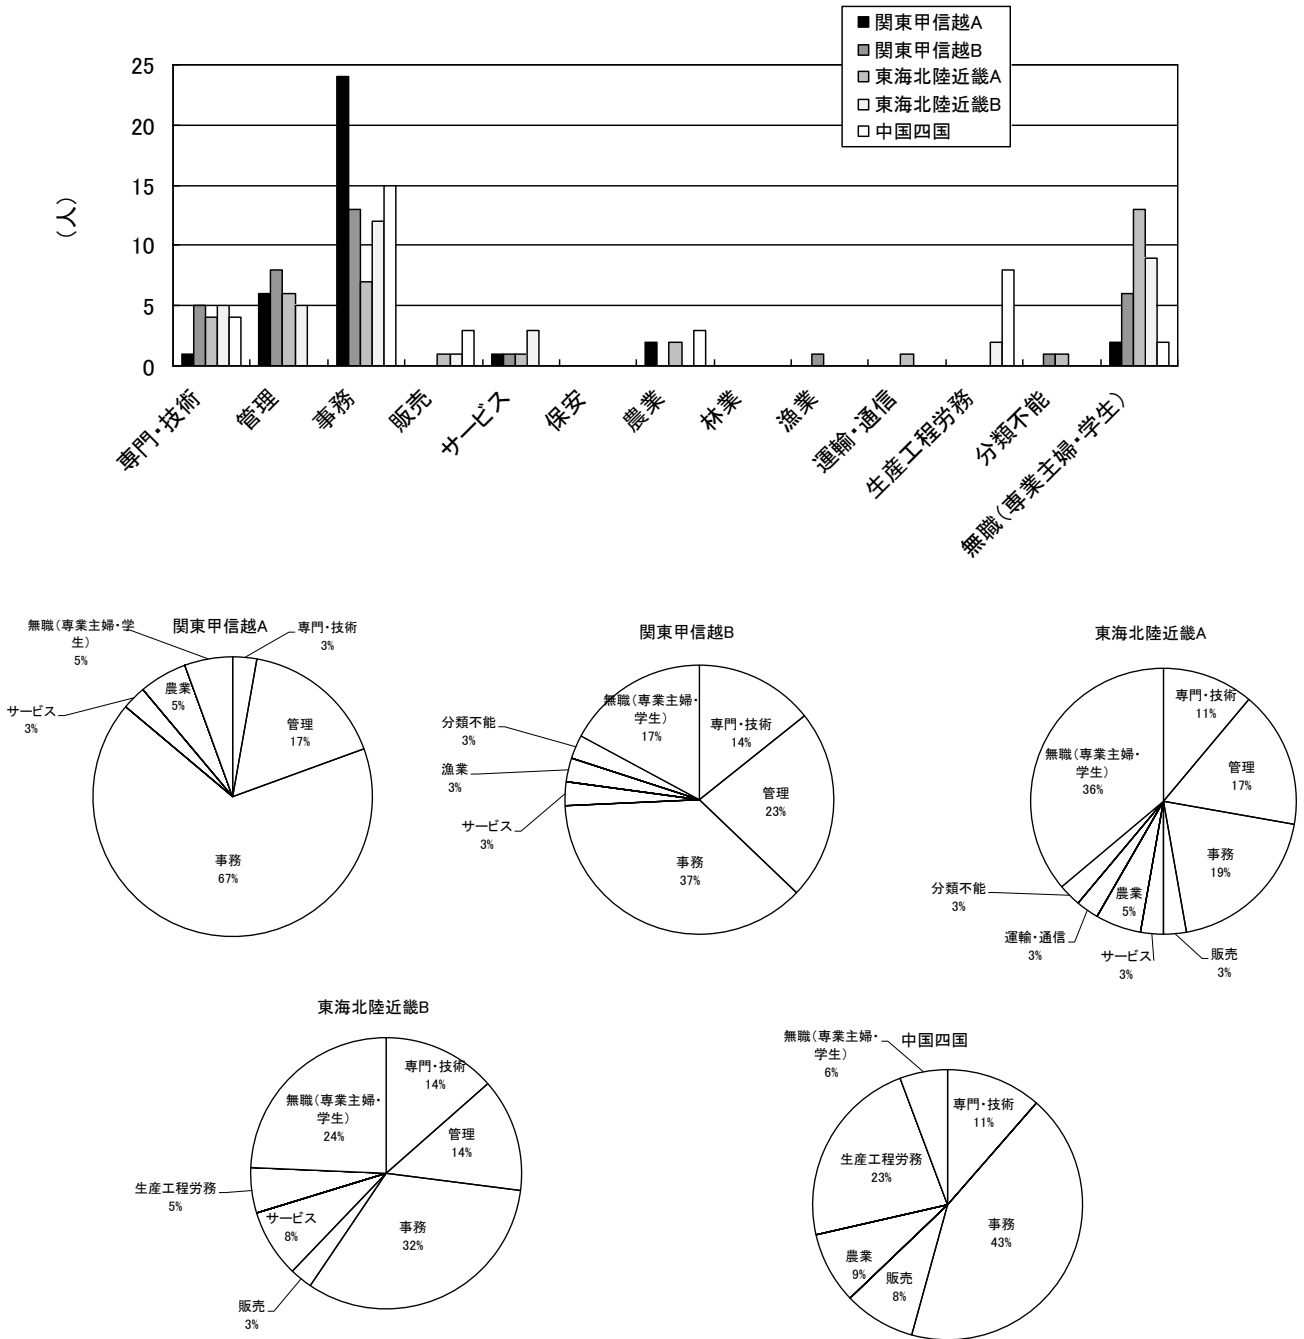 関東甲信越A
関東甲信越B
東海北陸近畿A
東海北陸近畿B
中国四国
25
20
15
10
5
0
(人)
専門・技術
管理
事務
販売
サービス
保安
農業
林業
漁業
運輸・通信
生産工程労務
分類不能
無職(専業主婦・学生)
関東甲信越A
無職(専業主婦・学
生)
5%
専門・技術
3%
農業
5%
サービス
3%
管理
17%
事務
67%
関東甲信越B
無職(専業主婦・
学生)
17%
専門・技術
14%
分類不能
3%
漁業
3%
サービス
3%
管理
23%
事務
37%
東海北陸近畿A
専門・技術
11%
無職(専業主婦・
学生)
36%
管理
17%
事務
19%
分類不能
3%
農業
5%
運輸・通信
3%
サービス
3%
販売
3%
東海北陸近畿B
専門・技術
14%
無職(専業主婦・
学生)
24%
管理
14%
生産工程労務
5%
サービス
8%
事務
32%
販売
3%
中国四国
無職(専業主婦・
学生)
6%
専門・技術
11%
生産工程労務
23%
事務
43%
農業
9%
販売
8%